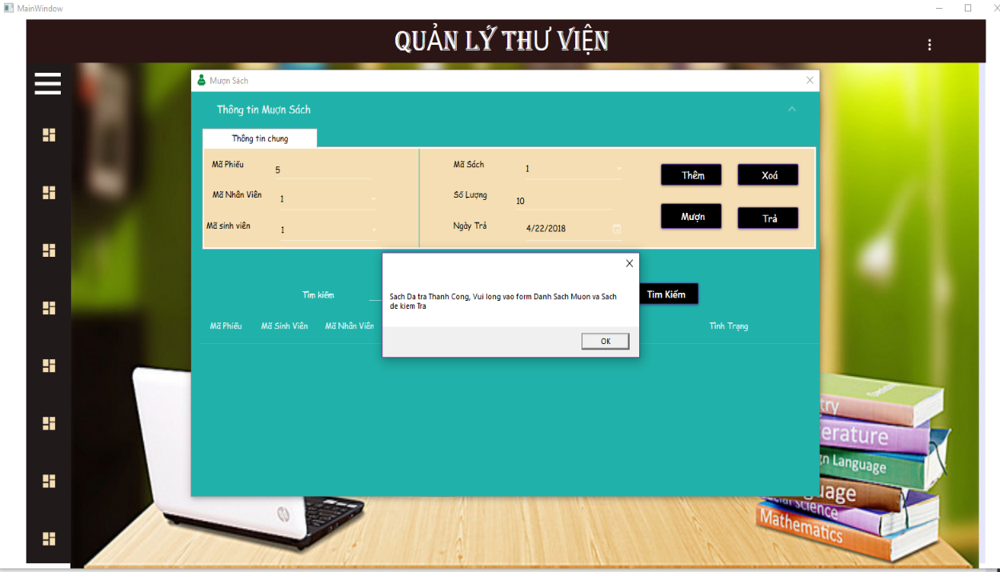 MainWindow
QUẢN LÝ THƯ VIỆN
Mượn Sách
Thông tin Mượn Sách
Thông tin chung
Mã Phiếu 5 Mã Sách 1 Thêm Xoá
Mã Nhân Viên 1 Số Lượng 10
Mã sinh viên 1 Ngày Trả 4/22/2018 Mượn Trả
Tìm kiếm Tìm Kiếm
Sach Da tra Thanh Cong, Vui long vao form Danh Sach Muon va Sach
de kiem Tra
OK
Mã Phiếu Mã Sinh Viên Mã Nhân Viên Tình Trạng
erature
Language
Science
Mathematics